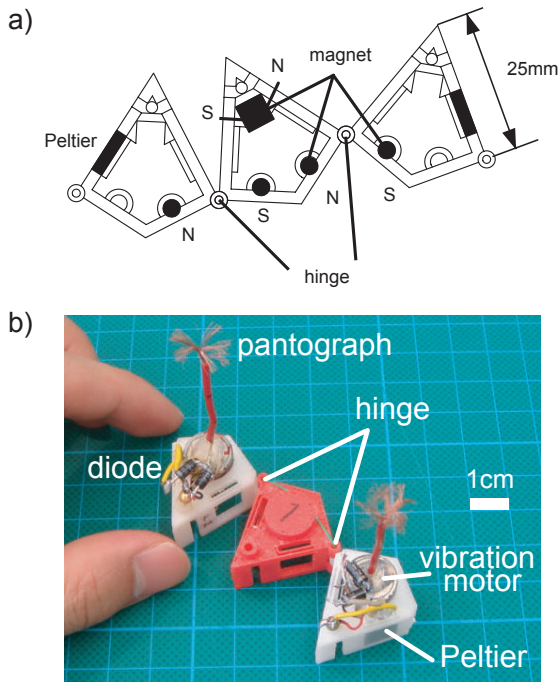 a)
magnet
N
S
25mm
Peltier
N
S
N
S
hinge
b)
pantograph
hinge
diode
1cm
vibration
motor
Peltier